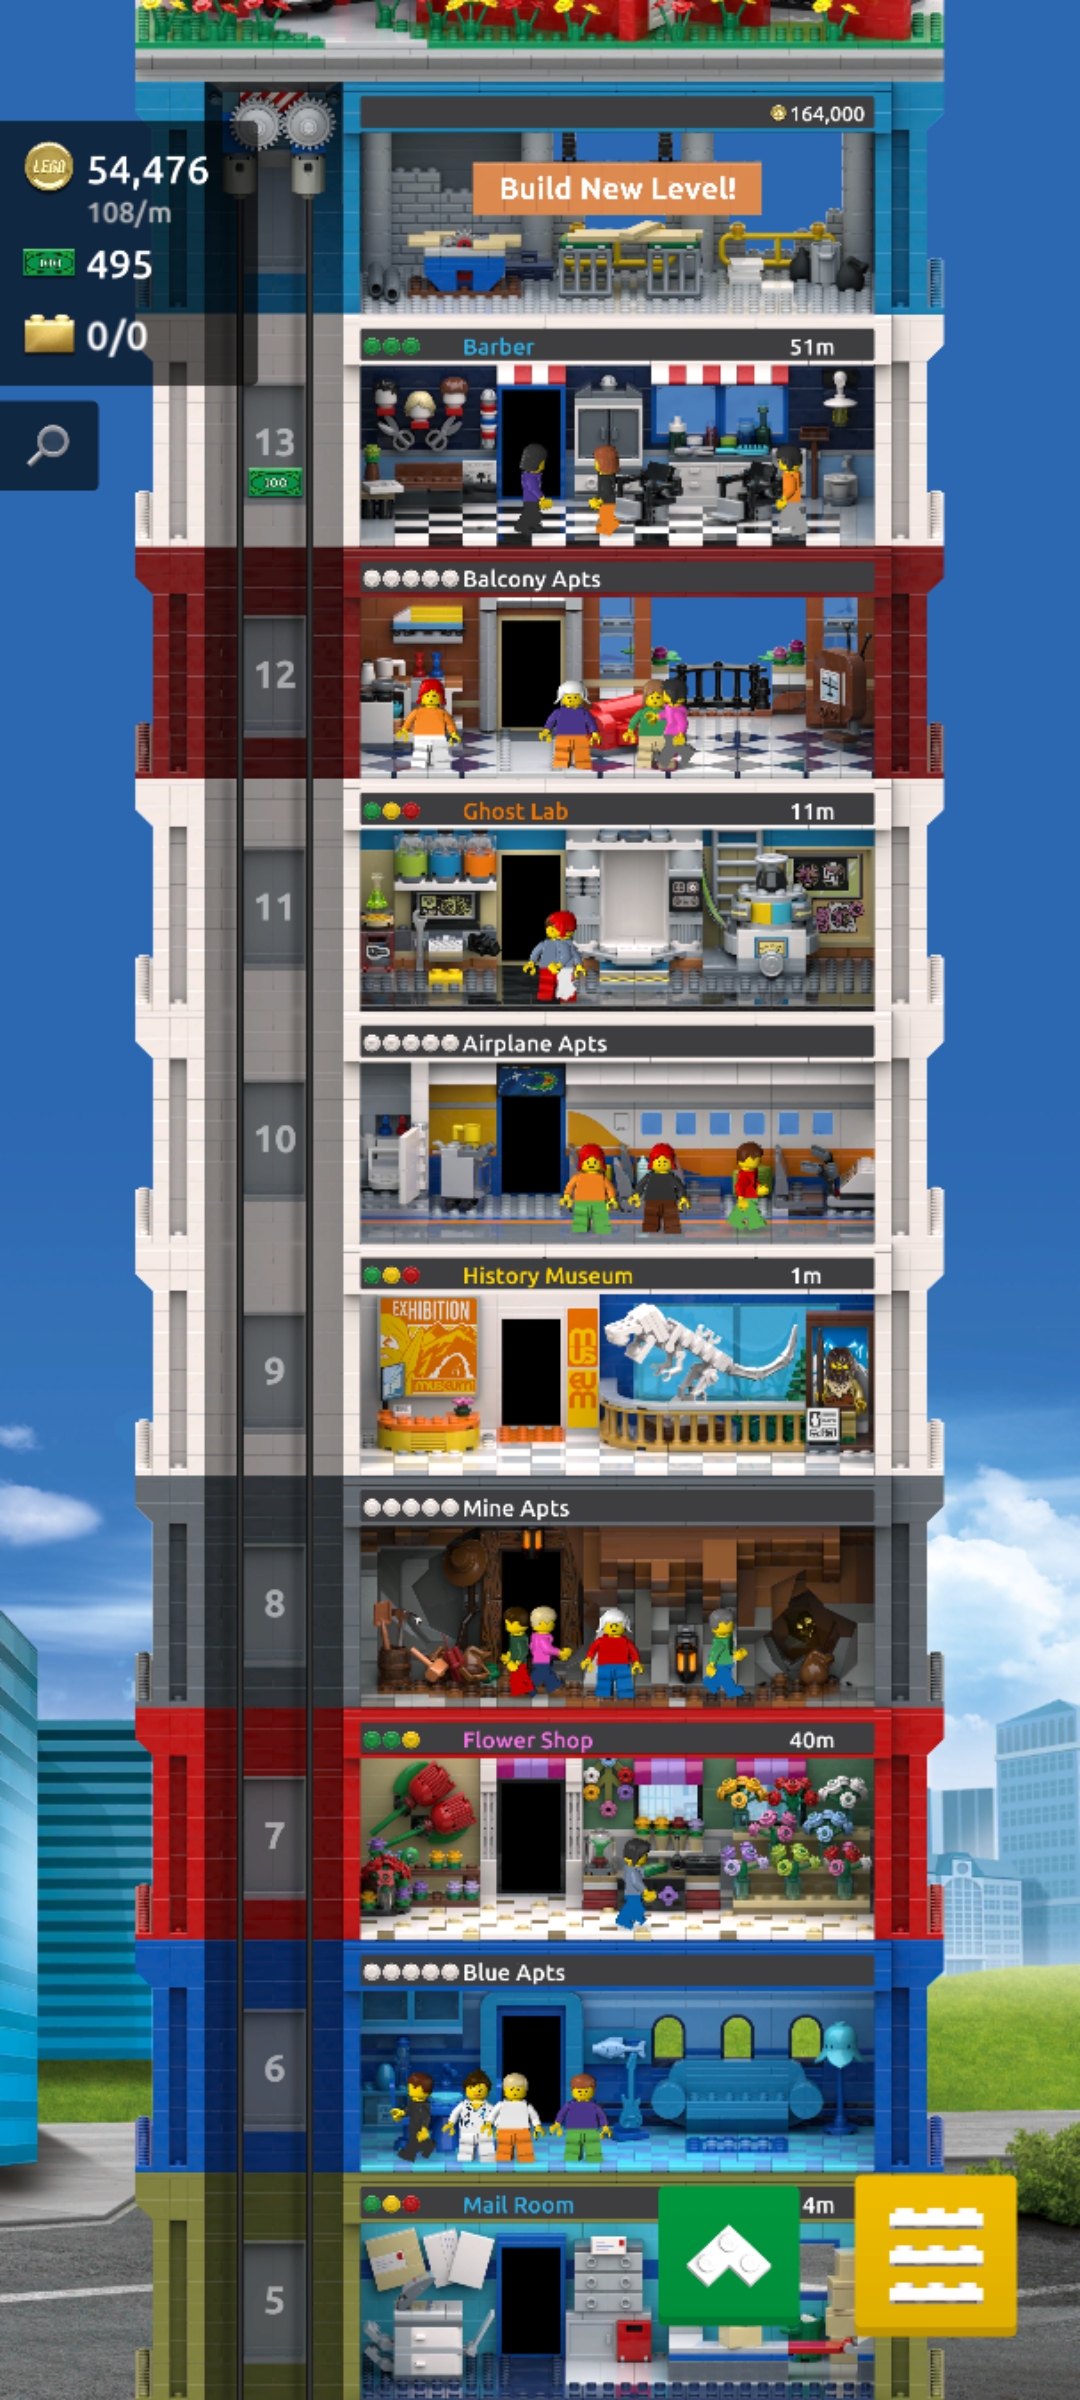 164,000
LEGO
54,476
108/m
Build New Level!
495
0/0
Barber 51m
13
100
Balcony Apts
12
Ghost Lab 11m
11
Airplane Apts
10
History Museum 1m
EXHIBITION
museum
9
Mine Apts
8
Flower Shop 40m
7
Blue Apts
6
Mail Room 4m
5